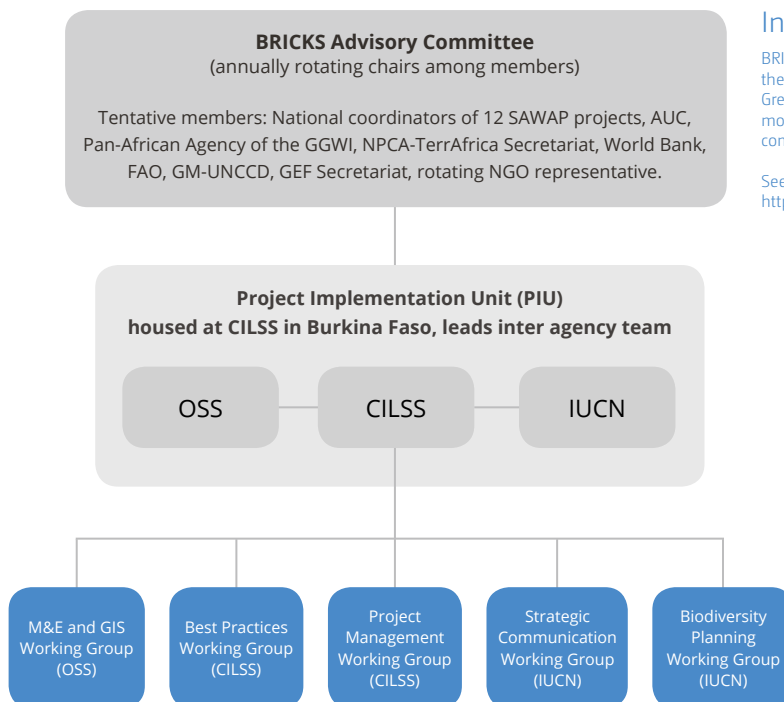 BRICKS Advisory Committee
(annually rotating chairs among members)
Tentative members: National coordinators of 12 SAWAP projects, AUC,
Pan-African Agency of the GGWI, NPCA-TerrAfrica Secretariat, World Bank,
FAO, GM-UNCCD, GEF Secretariat, rotating NGO representative.
Project Implementation Unit (PIU)
housed at CILSS in Burkina Faso, leads inter agency team
OSS
CILSS
IUCN
M&E and GIS
Working Group
(OSS)
Best Practices
Working Group
(CILSS)
Project
Management
Working Group
(CILSS)
Strategic
Communication
Working Group
(IUCN)
Biodiversity
Planning
Working Group
(IUCN)
the
See